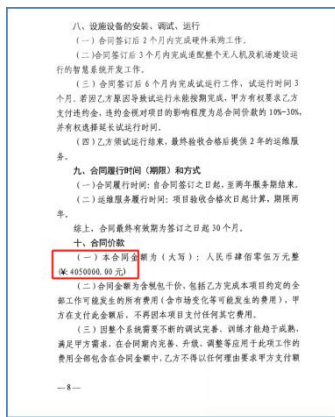 八、设施设备的安装、调试、运行
（一）合同签订后 2 个月内完成硬件采购工作。
（二）合同签订后 3 个月内完成适配整个无人机及机场建设运
行的智慧系统开发工作。
（三）合同签订后 6 个月内完成试运行工作、试运行时间 3
个月。若因乙方原因导致试运行未能按期完成，甲方有权要求乙方
支付违约金，违约金视对项目的影响程度为总合同价款的 10%-30%，
并有权选择延长试运行时间。
（四）乙方须试运行结束，最终验收合格后提供 2 年的运维服
务。
九、合同履行时间（期限）和方式
（一）合同履行时间：自合同签订之日起，至两年服务期结束。
（二）运维服务履行时间：项目验收合格次日起计算，期限两
年。
综上，合同最终有效期为签订之日起 30 个月。
十、合同价款
（一）本合同金额为（大写）：人民币肆佰零伍万元整
（¥: 4050000.00 元）
（二）合同金额为含税包干价，包括乙方完成本项目约定的全
部工作可能发生的所有费用（含市场变化等可能发生的费用）。甲
方在支付此金额后，不再因本项目支付任何其它费用。
（三）因整个系统需要不断的调试完善、训练才能趋于成熟，
满足甲方需求，在合同期内完善、升级、调整等应用于此项工作的
费用全部包含在合同金额中，乙方不得以任何理由要求甲方支付额
— 8 —